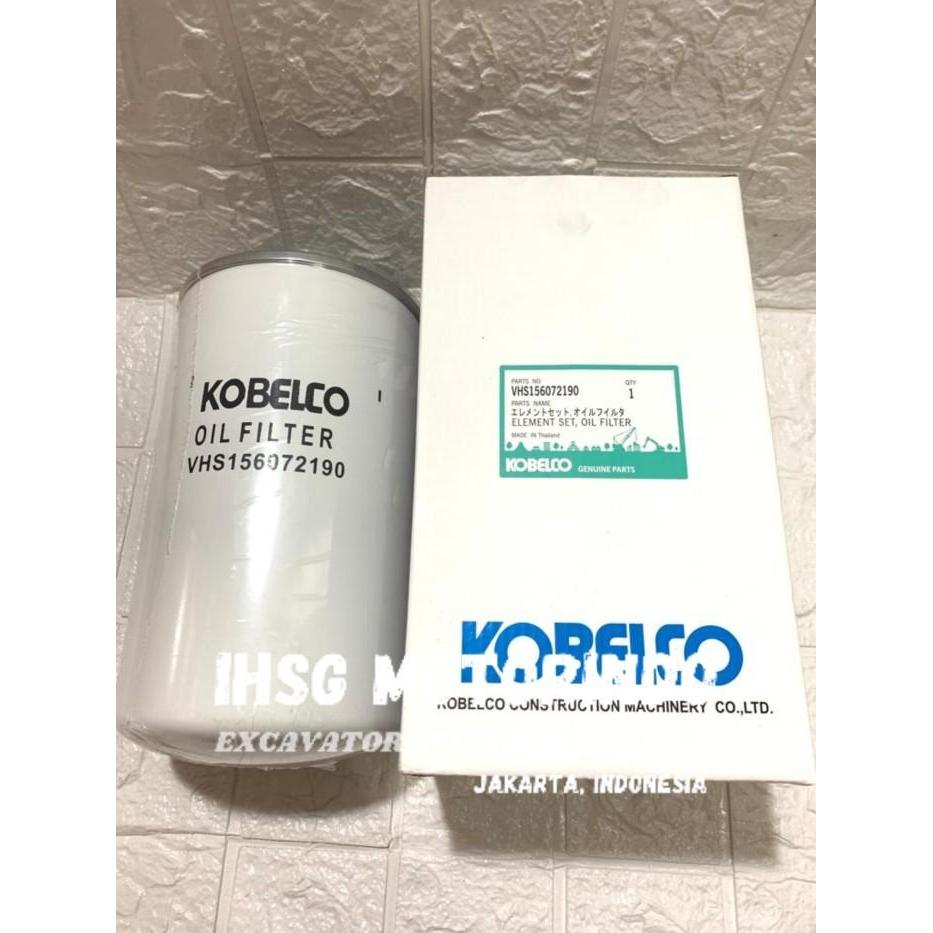 KOBELCO
OIL FILTER
VHS156072190
PARTS NO
QTY
VHS156072190
1
PARTS NAME
エレメントセット,オイルフイルタ
ELEMENT SET, OIL FILTER
MADE IN Thailand
KOBELCO GENUINE PARTS
KOBELCO
KOBELCO CONSTRUCTION MACHINERY CO.,LTD.
IHSG MOTORINDO
EXCAVATOR
JAKARTA, INDONESIA